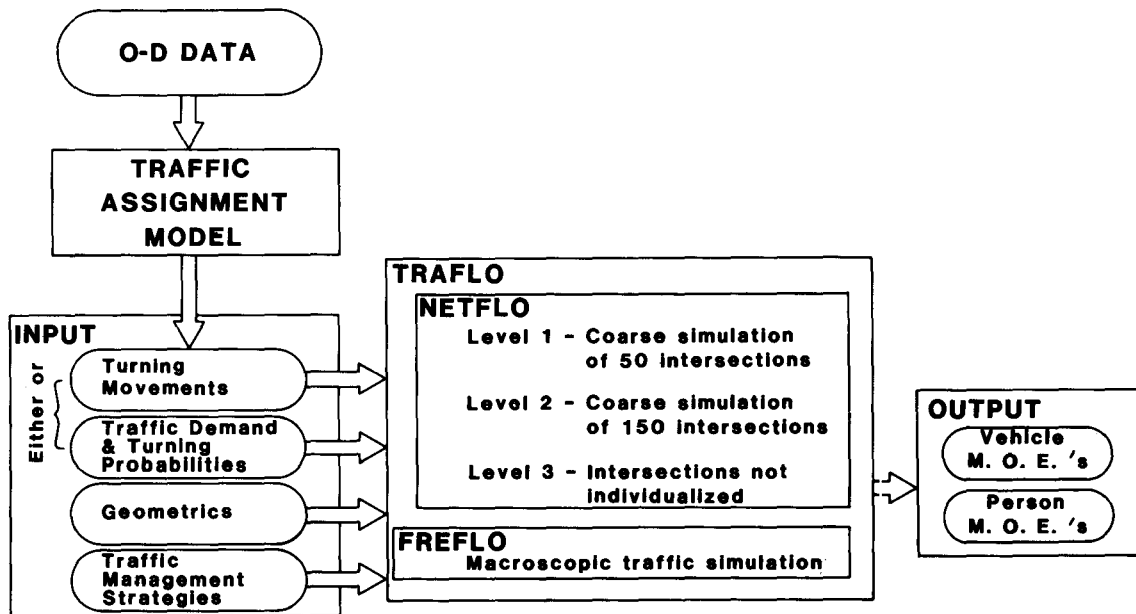 O-D DATA
TRAFFIC
ASSIGNMENT
MODEL
INPUT
Either or
Turning
Movements
Traffic Demand
& Turning
Probabilities
Geometrics
Traffic
Management
Strategies
TRAFLO
NETFLO
Level 1 - Coarse simulation
of 50 intersections
Level 2 - Coarse simulation
of 150 intersections
Level 3 - Intersections not
individualized
FREFLO
Macroscopic traffic simulation
OUTPUT
Vehicle
M. O. E. 's
Person
M. O. E. 's